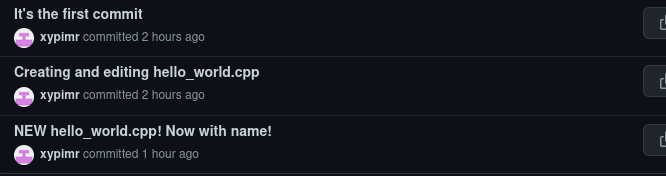 It's the first commit
xypimr committed 2 hours ago
Creating and editing hello_world.cpp
xypimr committed 2 hours ago
NEW hello_world.cpp! Now with name!
xypimr committed 1 hour ago